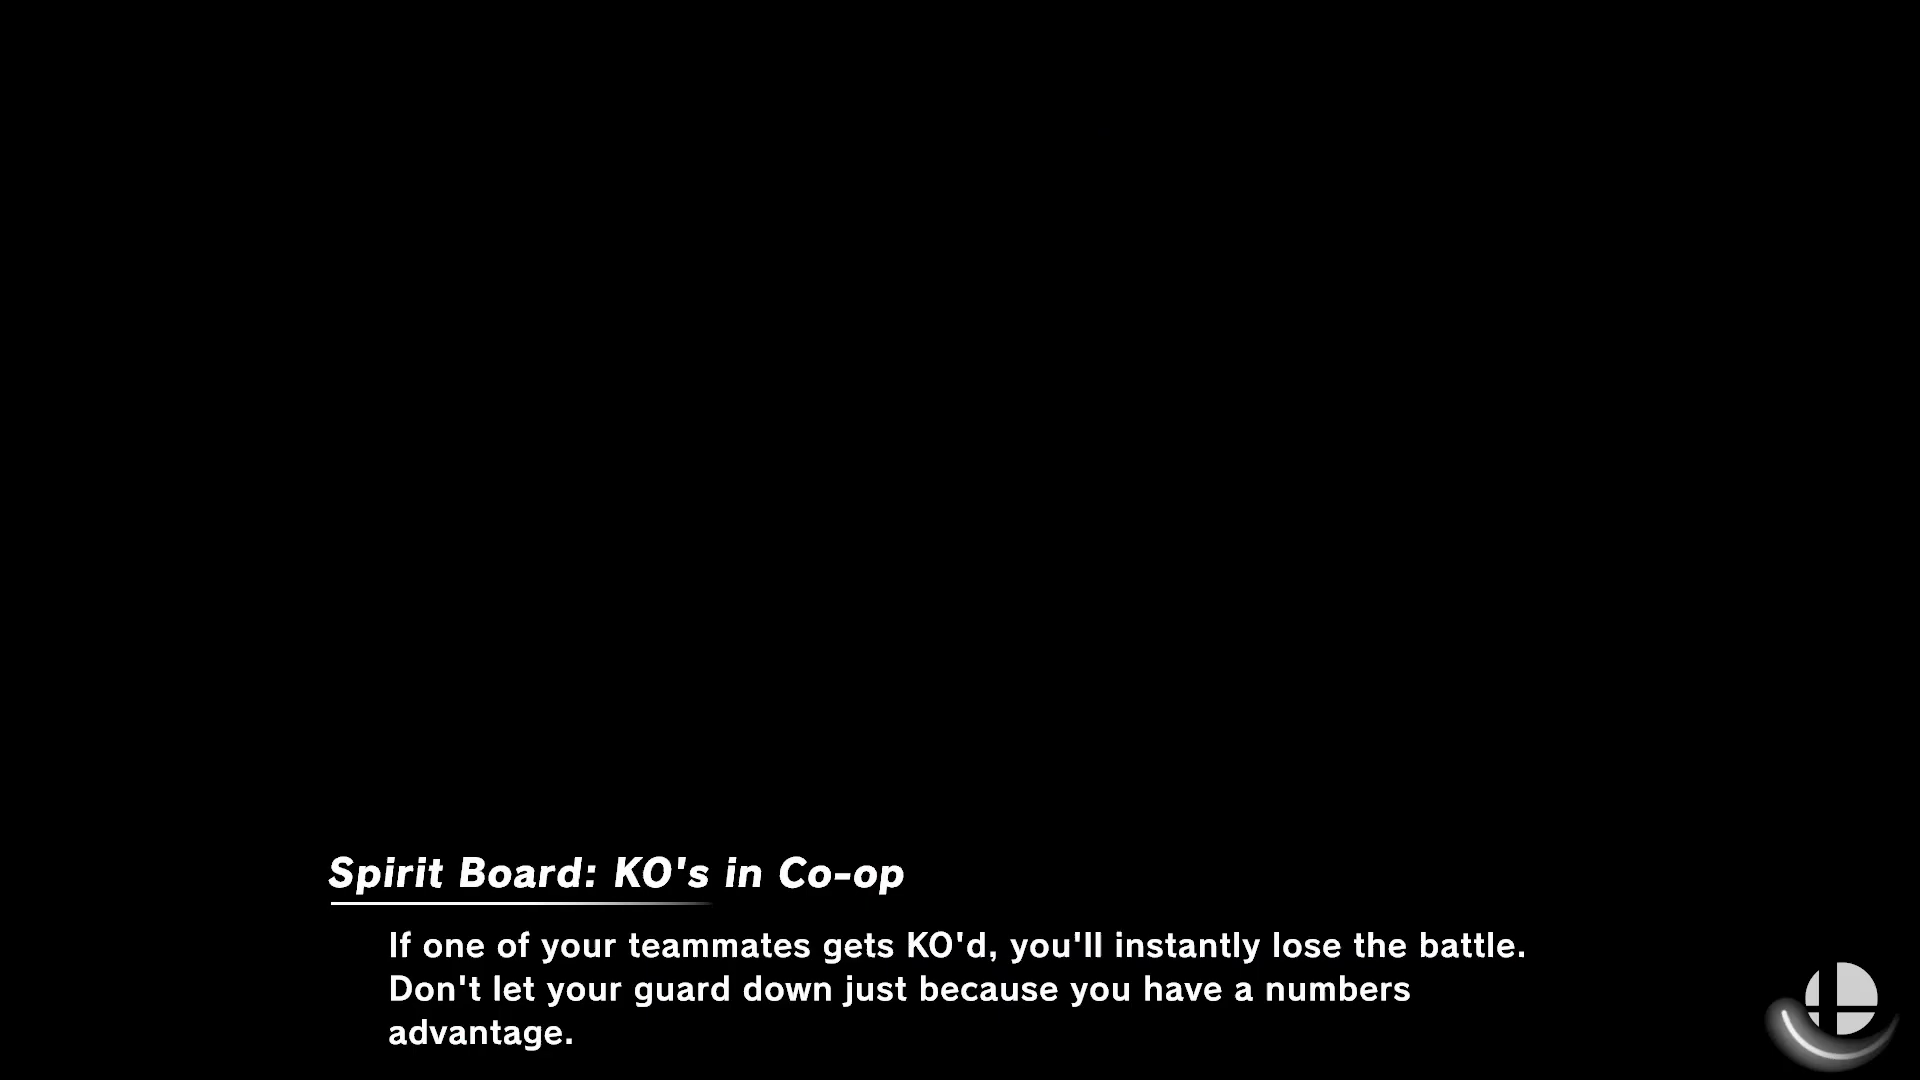 Spirit Board: KO's in Co-op
If one of your teammates gets KO'd, you'll instantly lose the battle.
Don't let your guard down just because you have a numbers
advantage.